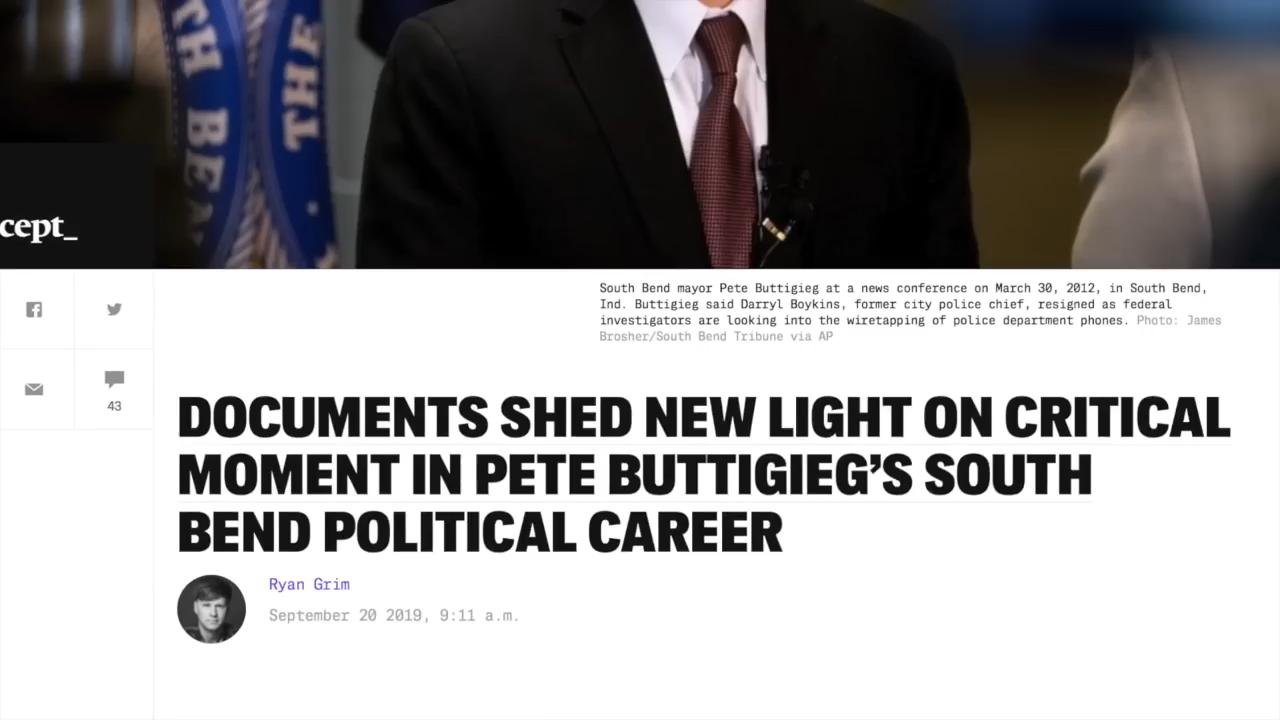 TH BEN
THE
cept_
South Bend mayor Pete Buttigieg at a news conference on March 30, 2012, in South Bend,
Ind. Buttigieg said Darryl Boykins, former city police chief, resigned as federal
investigators are looking into the wiretapping of police department phones. Photo: James
Brosher/South Bend Tribune via AP
43
DOCUMENTS SHED NEW LIGHT ON CRITICAL
MOMENT IN PETE BUTTIGIEG’S SOUTH
BEND POLITICAL CAREER
Ryan Grim
September 20 2019, 9:11 a.m.